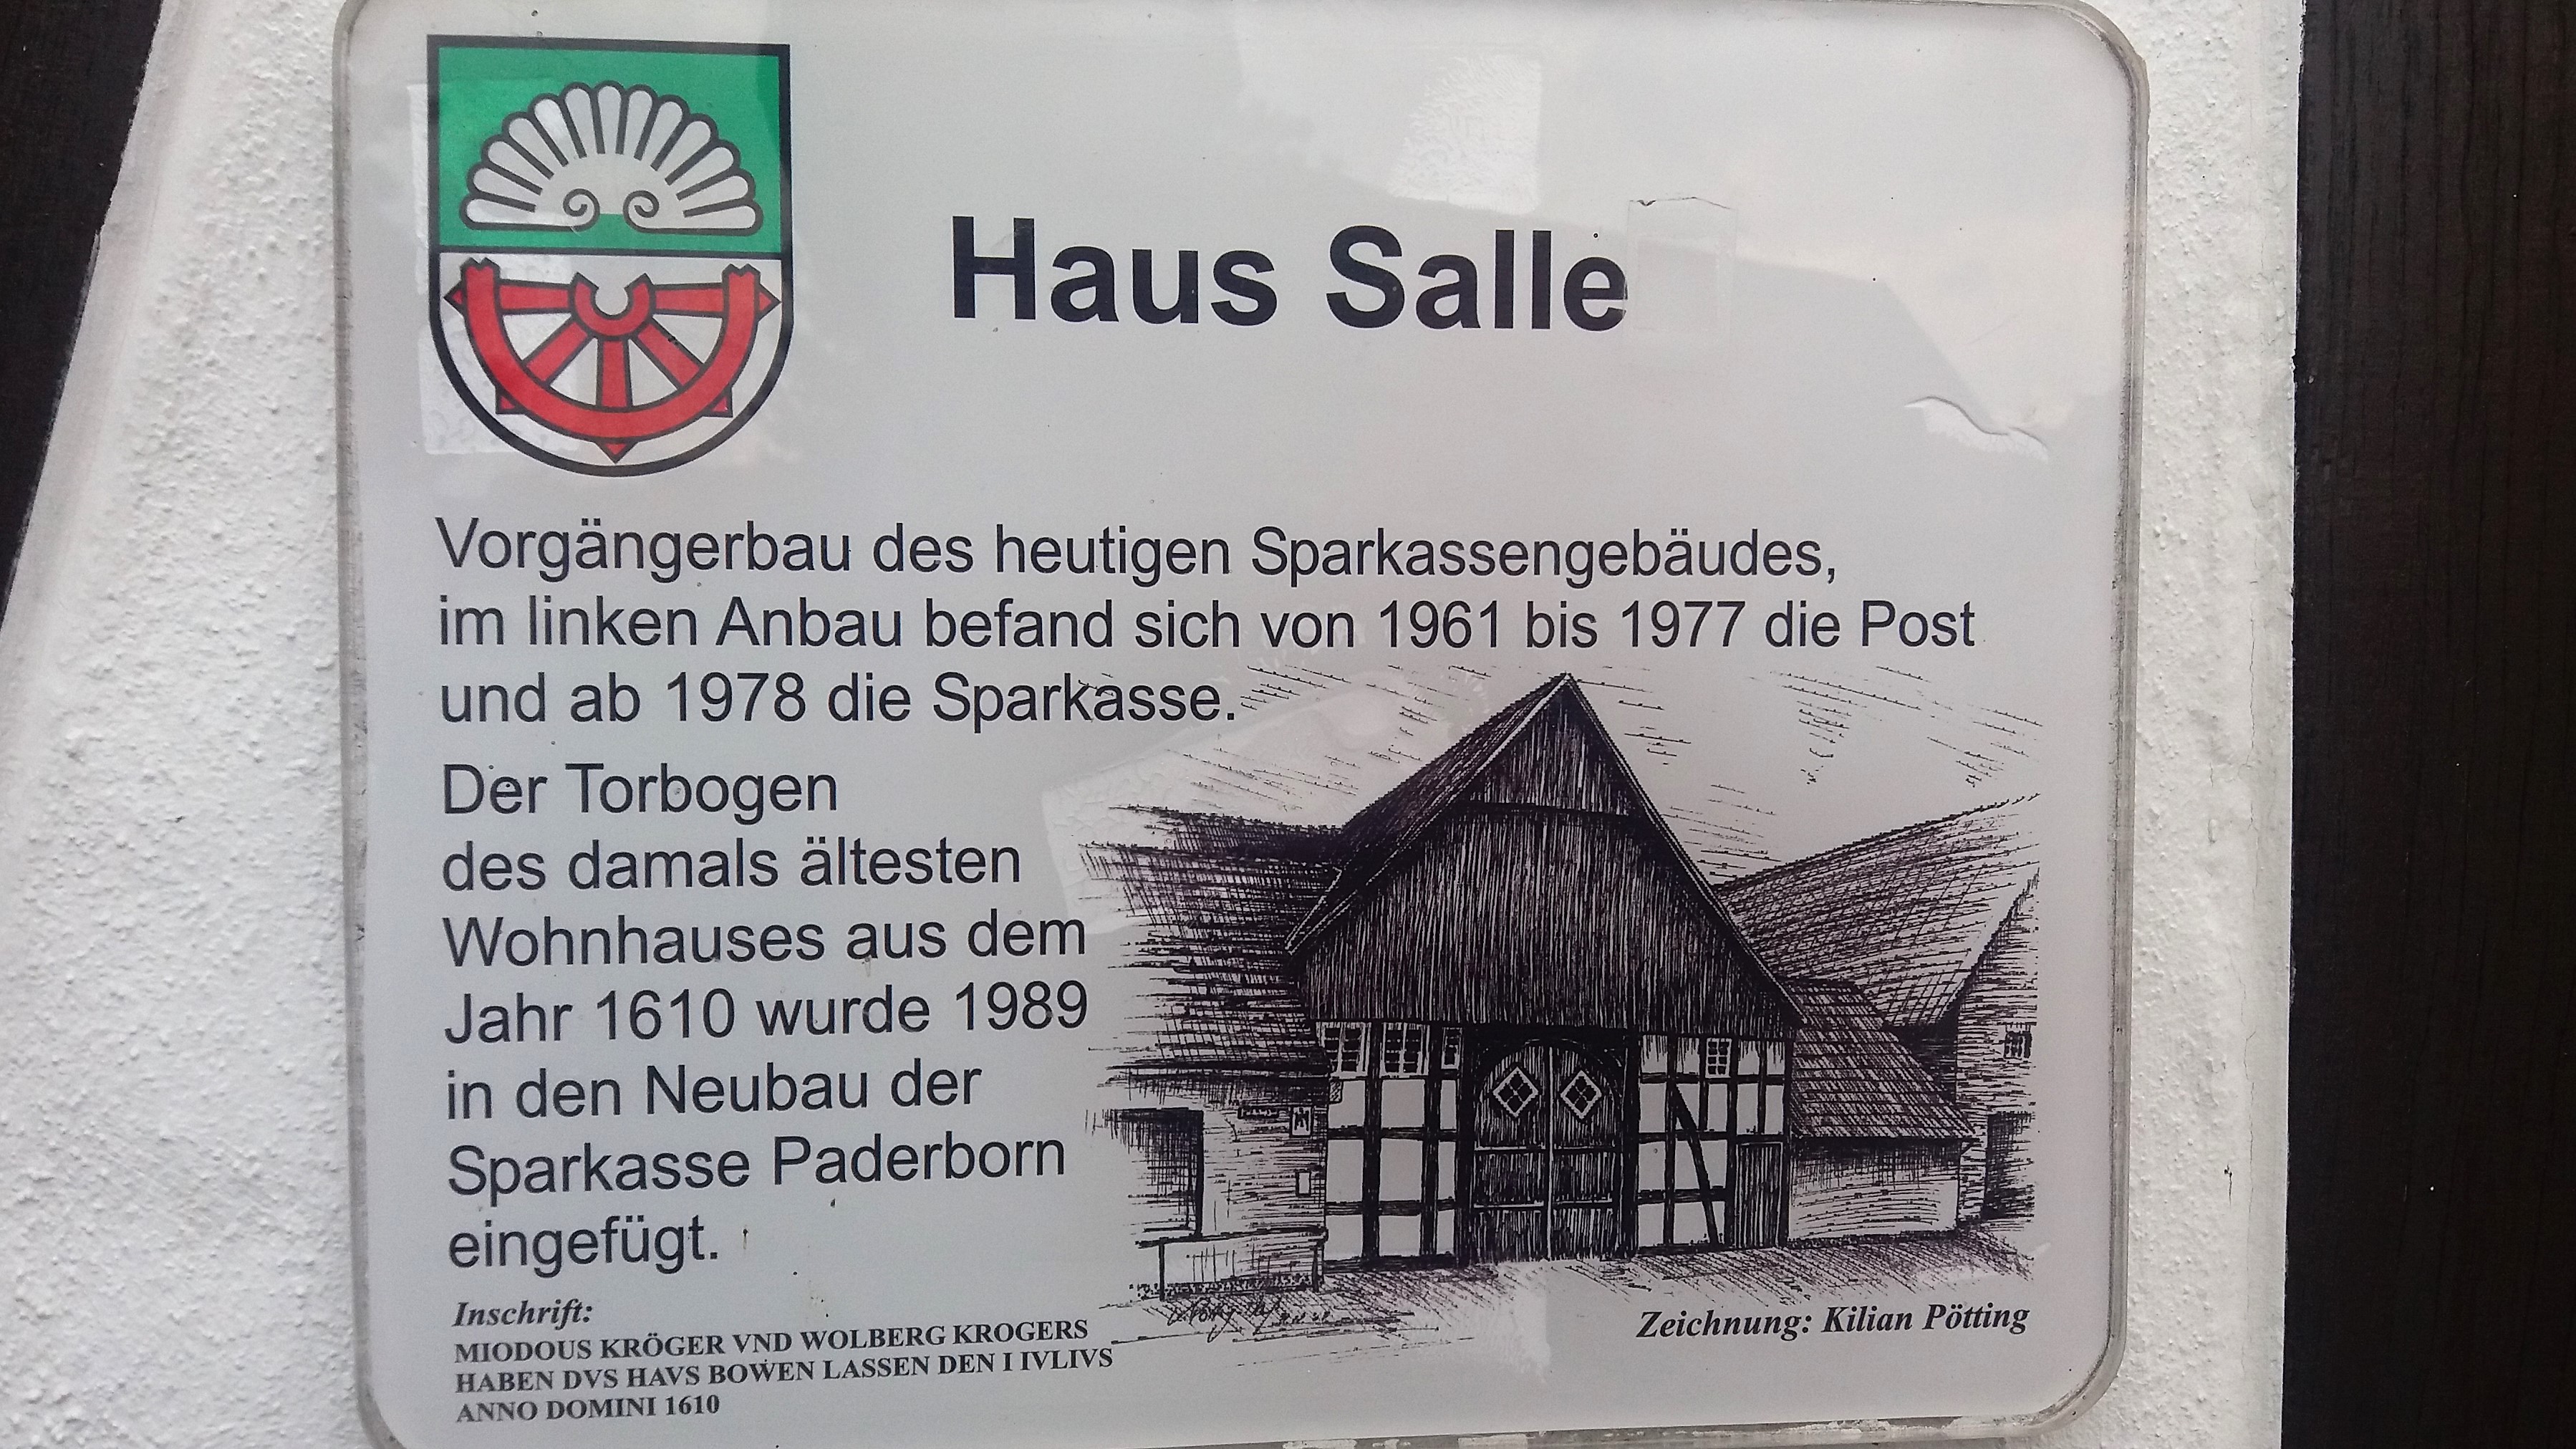 Haus Salle
Vorgängerbau des heutigen Sparkassengebäudes,
im linken Anbau befand sich von 1961 bis 1977 die Post
und ab 1978 die Sparkasse.
Der Torbogen
des damals ältesten
Wohnhauses aus dem
Jahr 1610 wurde 1989
in den Neubau der
Sparkasse Paderborn
eingefügt.
Inschrift:
MIODOUS KRÖGER VND WOLBERG KROGERS
HABEN DVS HAVS BOWEN LASSEN DEN I IVLIVS
ANNO DOMINI 1610
Zeichnung: Kilian Pötting